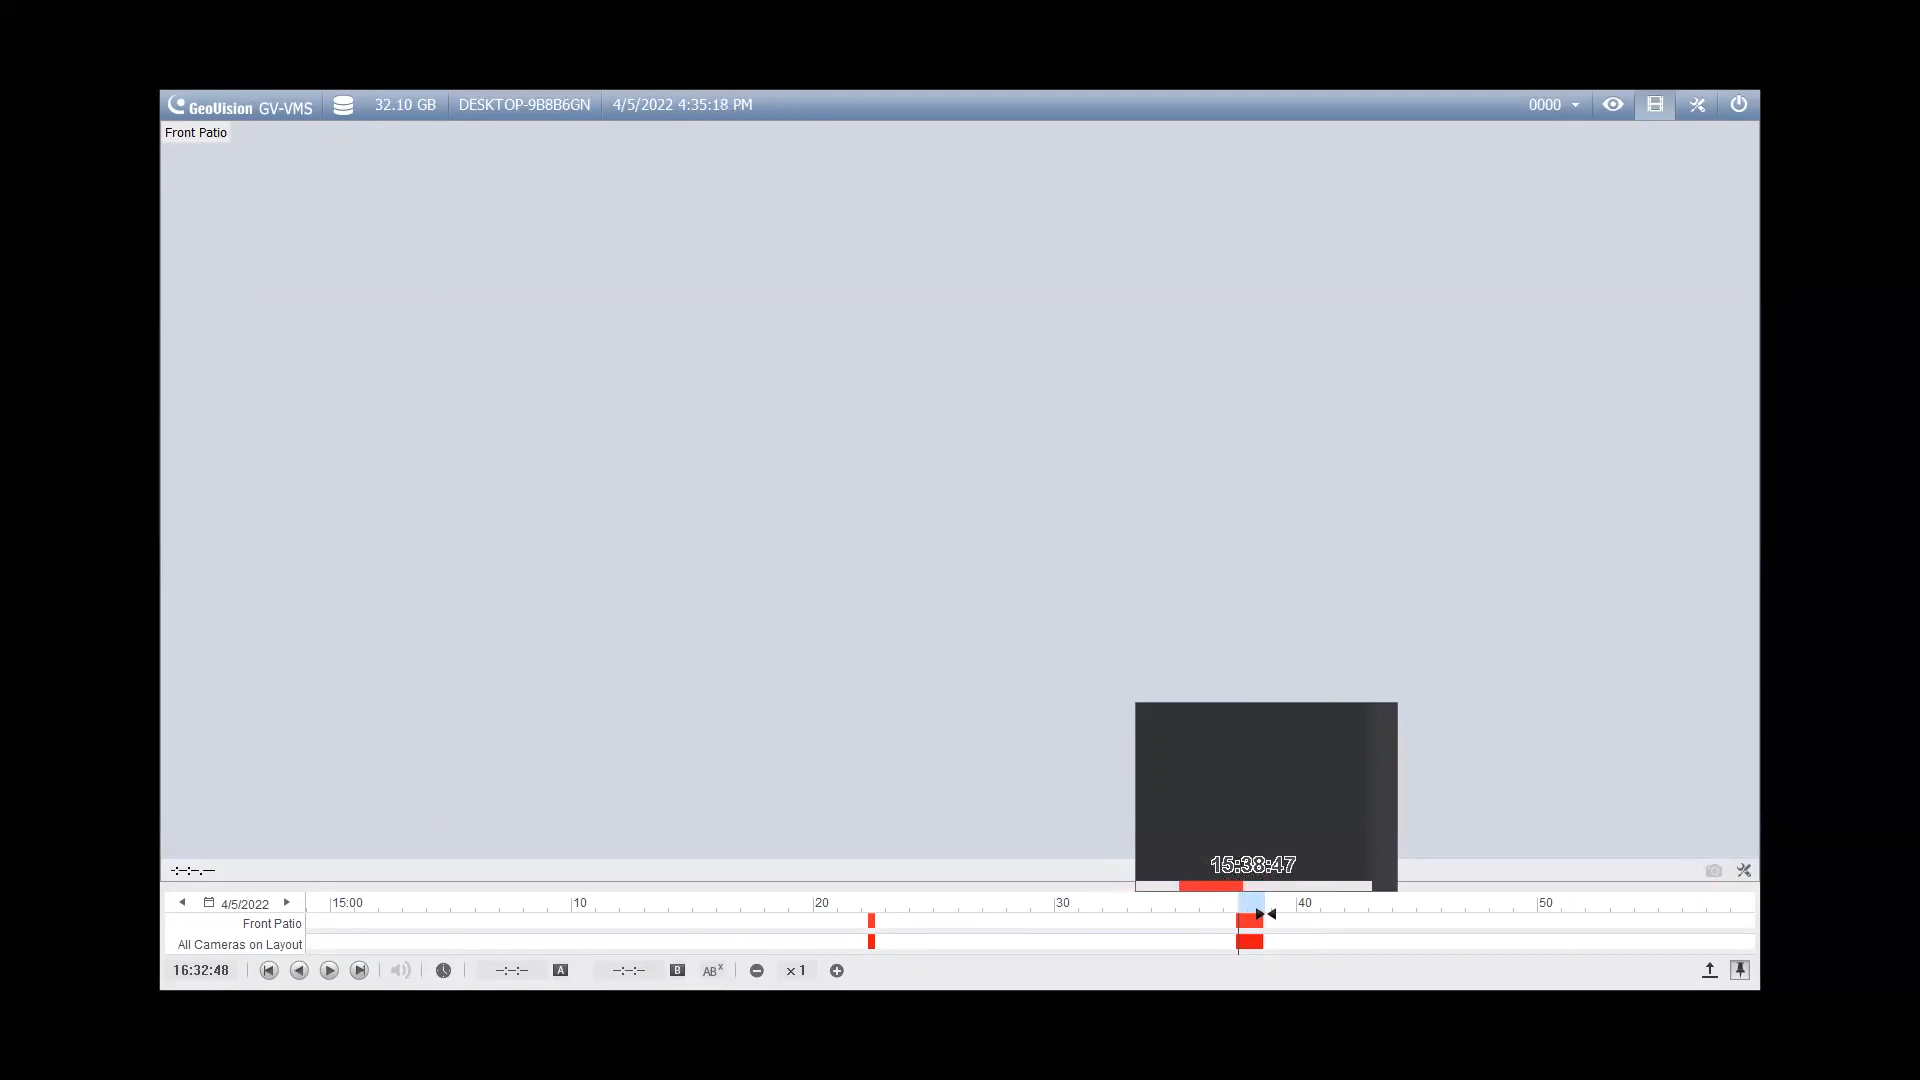 GeoVision GV-VMS 32.10 GB DESKTOP-9B8B6GN 4/5/2022 4:35:18 PM 0000
Front Patio
15:38:47
-:-:-.--
4/5/2022 15:00 10 20 30 40 50
Front Patio
All Cameras on Layout
16:32:48 --:--:-- A --:--:-- B ABx x 1